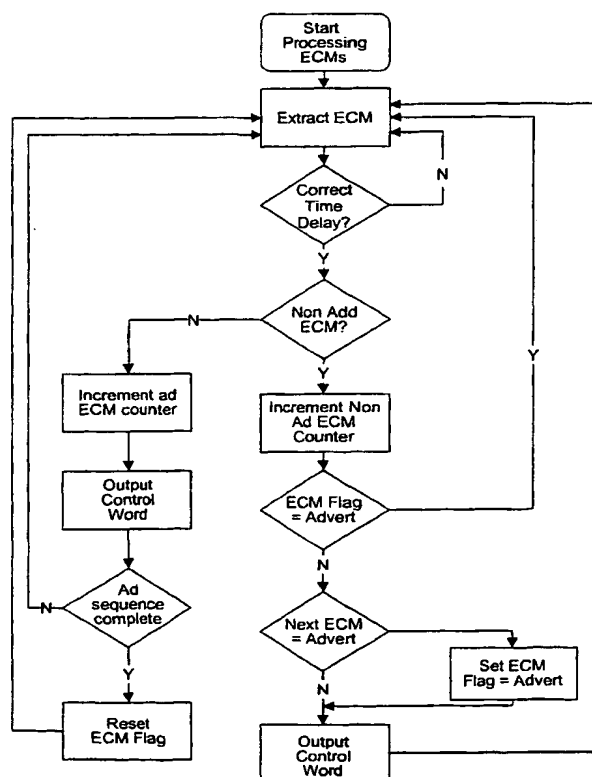 Start
Processing
ECMs
Extract ECM
N
Correct
Time
Delay?
Y
N
Non Add
ECM?
Y
Y
Increment ad
ECM counter
Increment Non
Ad ECM
Counter
Output
Control
Word
ECM Flag
= Advert
N
N
Ad
sequence
complete
Next ECM
= Advert
Y
N
Set ECM
Flag = Advert
Reset
ECM Flag
Output
Control
Word